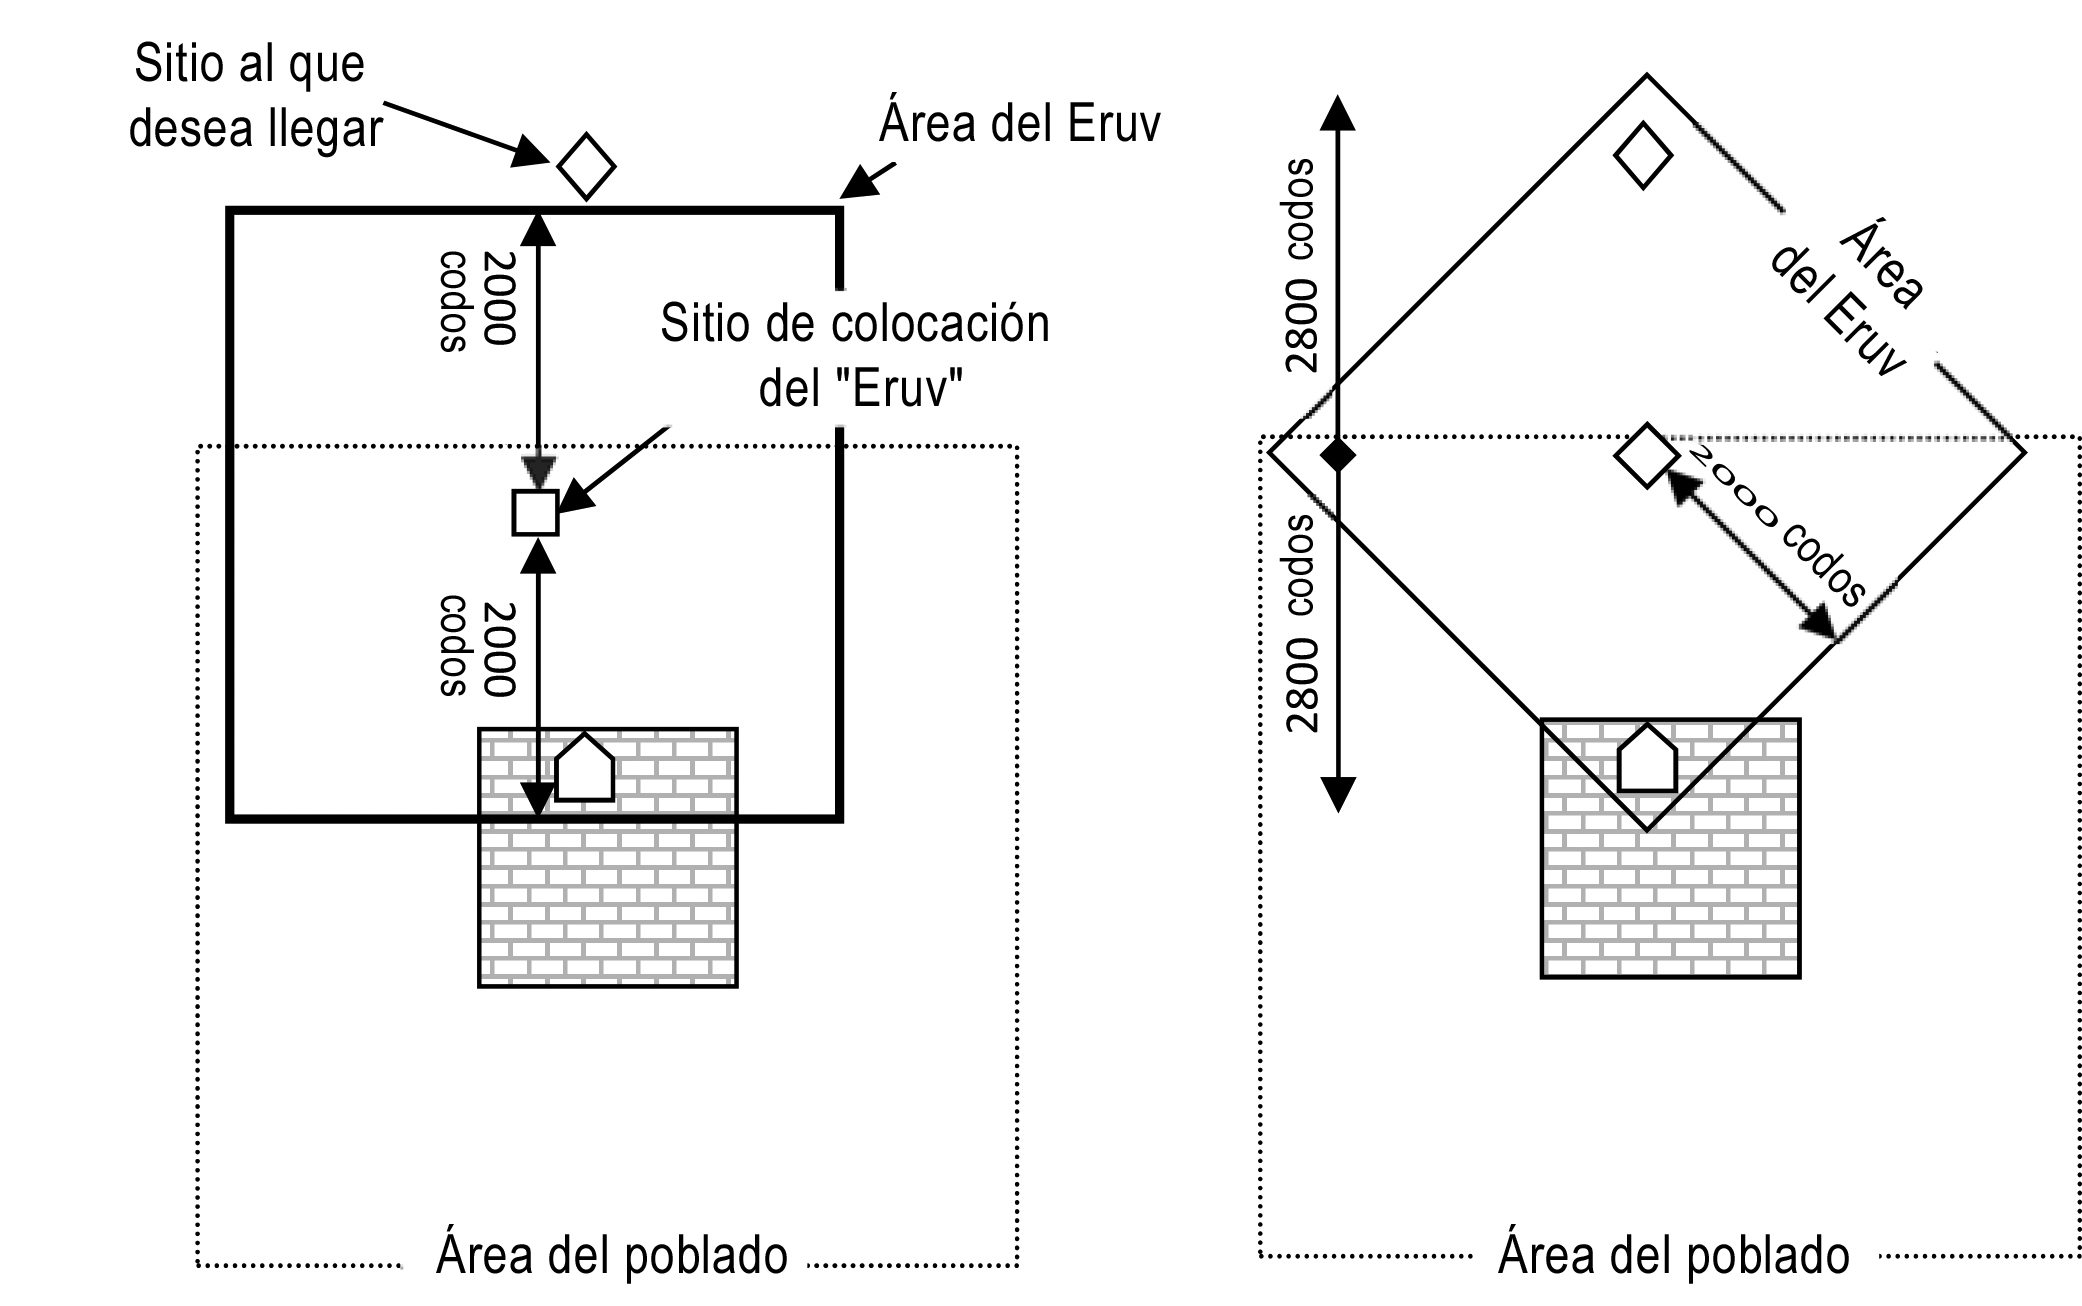 Sitio al que
desea llegar
Área del Eruv
2000
codos
Sitio de colocación
del "Eruv"
2000
codos
Área del poblado
2800 codos
2800 codos
Área
del Eruv
2000 codos
Área del poblado